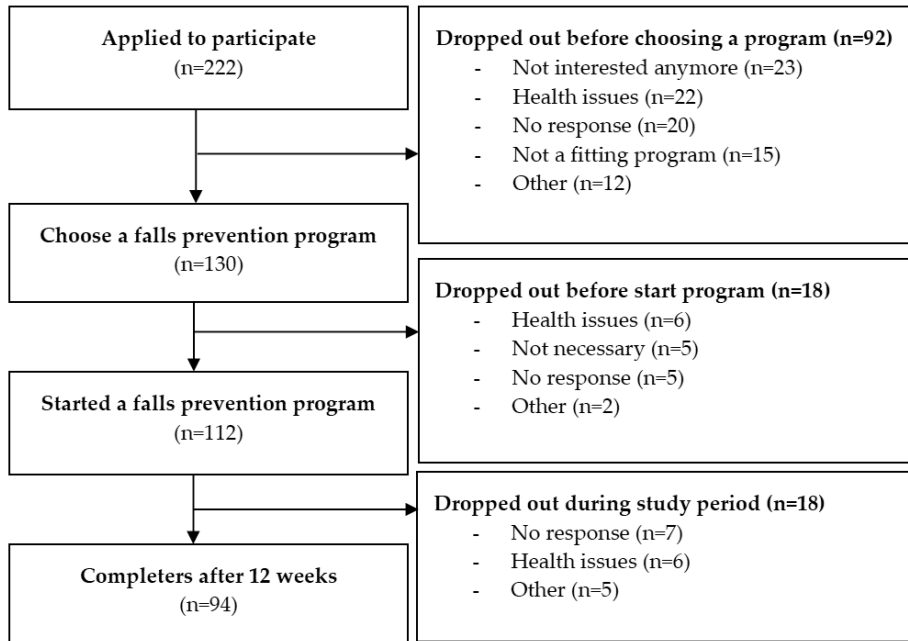 Applied to participate
(n=222)
Dropped out before choosing a program (n=92)
- Not interested anymore (n=23)
- Health issues (n=22)
- No response (n=20)
- Not a fitting program (n=15)
- Other (n=12)
Choose a falls prevention program
(n=130)
Dropped out before start program (n=18)
- Health issues (n=6)
- Not necessary (n=5)
- No response (n=5)
- Other (n=2)
Started a falls prevention program
(n=112)
Dropped out during study period (n=18)
- No response (n=7)
- Health issues (n=6)
- Other (n=5)
Completers after 12 weeks
(n=94)